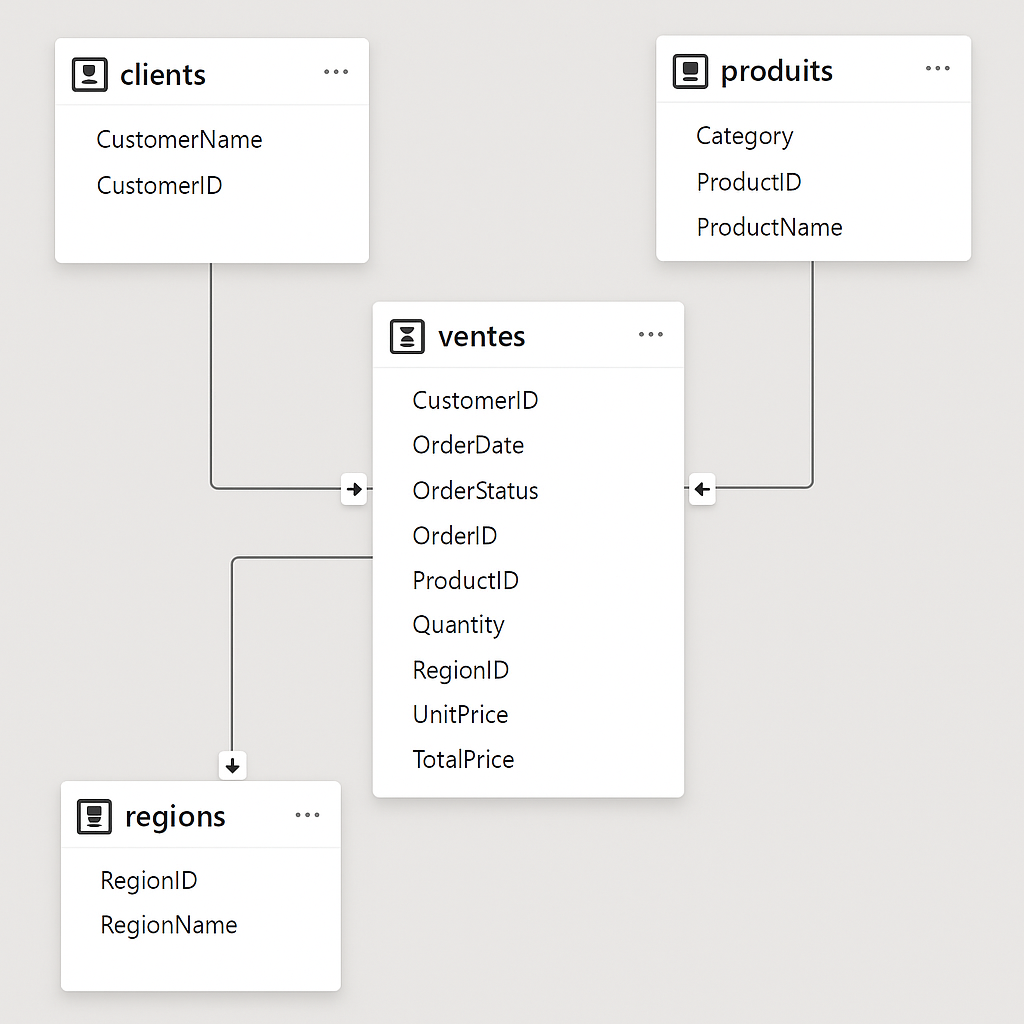 clients
CustomerName
CustomerID
produits
Category
ProductID
ProductName
ventes
CustomerID
OrderDate
OrderStatus
OrderID
ProductID
Quantity
RegionID
UnitPrice
TotalPrice
regions
RegionID
RegionName